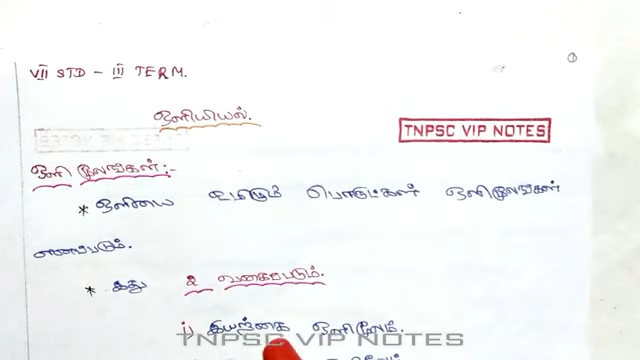 VII STD - III TERM.
1
ஒளியியல்.
TNPSC VIP NOTES
ஒளி மூலங்கள் :-
* ஒளியை உமிழும் பொருட்கள் ஒளிமூலங்கள்
எனப்படும்.
* இது 2 வகைப்படும்.
i) இயற்கை ஒளிமூலம்.
TNPSC VIP NOTES